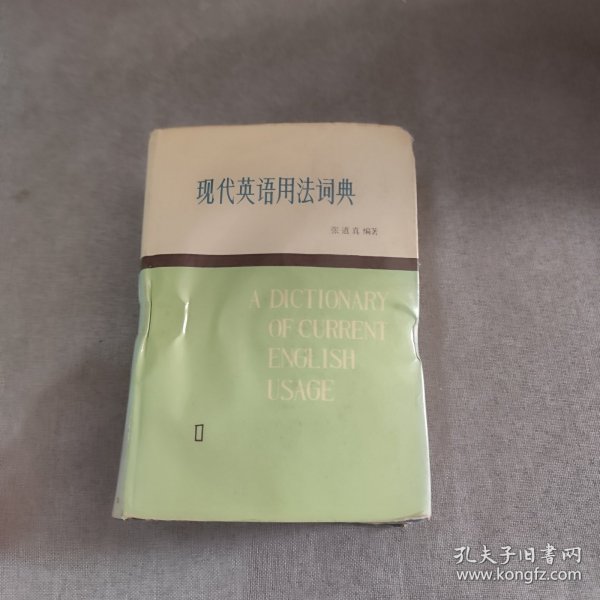 现代英语用法词典
张道真 编著
A DICTIONARY
OF CURRENT
ENGLISH
USAGE
孔夫子旧书网
www.kongfz.com